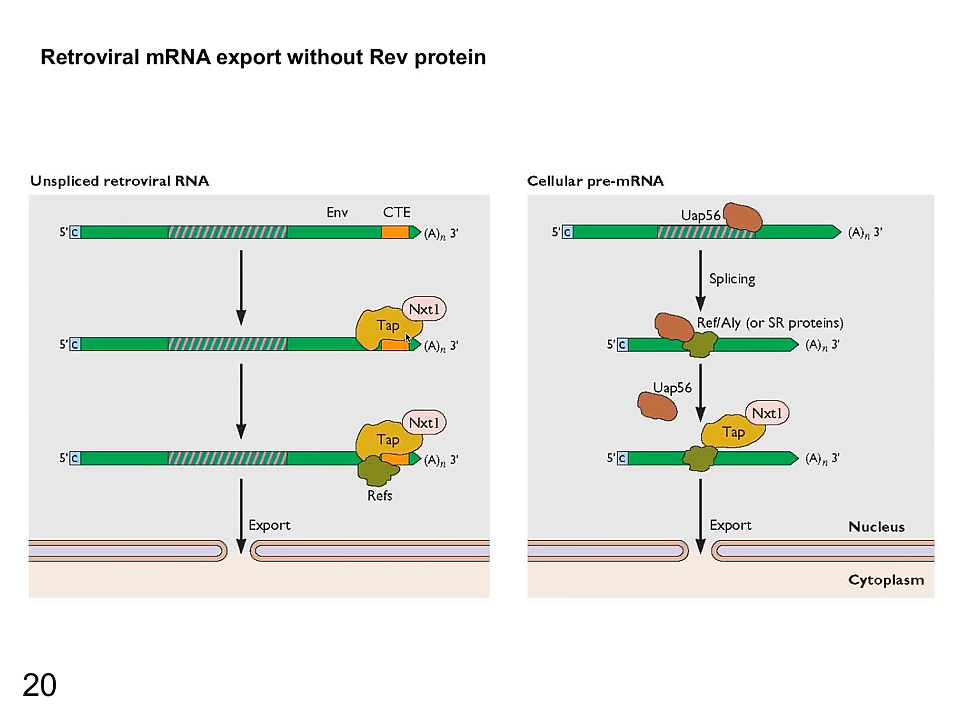 Retroviral mRNA export without Rev protein
Unspliced retroviral RNA
Env CTE
5' C (A)n 3'
Nxt1
Tap
5' C (A)n 3'
Nxt1
Tap
5' C (A)n 3'
Refs
Export
Cellular pre-mRNA
Uap56
5' C (A)n 3'
Splicing
Ref/Aly (or SR proteins)
5' C (A)n 3'
Uap56
Nxt1
Tap
5' C (A)n 3'
Export
Nucleus
Cytoplasm
20